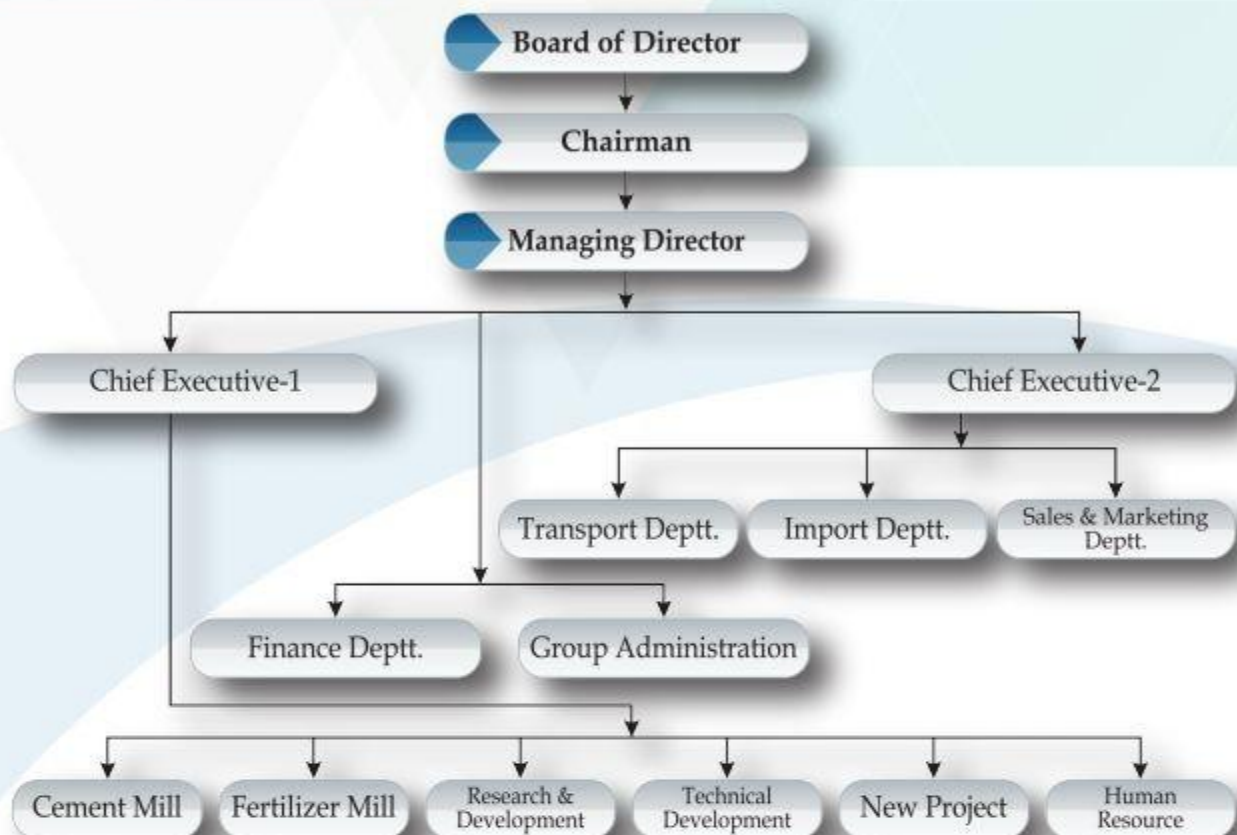 Board of Director
Chairman
Managing Director
Chief Executive-1
Chief Executive-2
Transport Deptt.
Import Deptt.
Sales & Marketing
Deptt.
Finance Deptt.
Group Administration
Cement Mill
Fertilizer Mill
Research &
Development
Technical
Development
New Project
Human
Resource